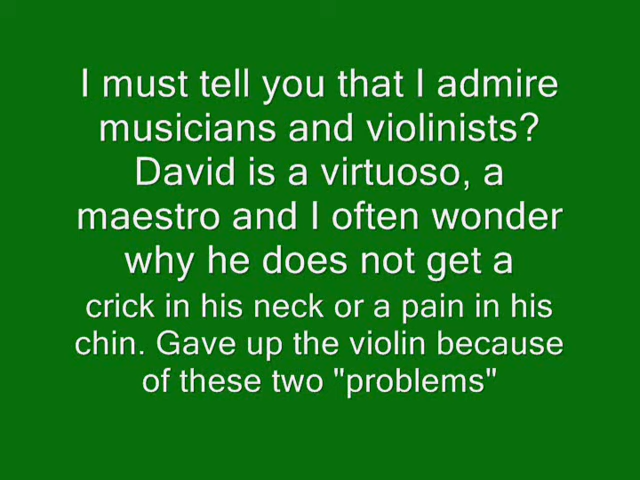 I must tell you that I admire
musicians and violinists?
David is a virtuoso, a
maestro and I often wonder
why he does not get a
crick in his neck or a pain in his
chin. Gave up the violin because
of these two "problems"